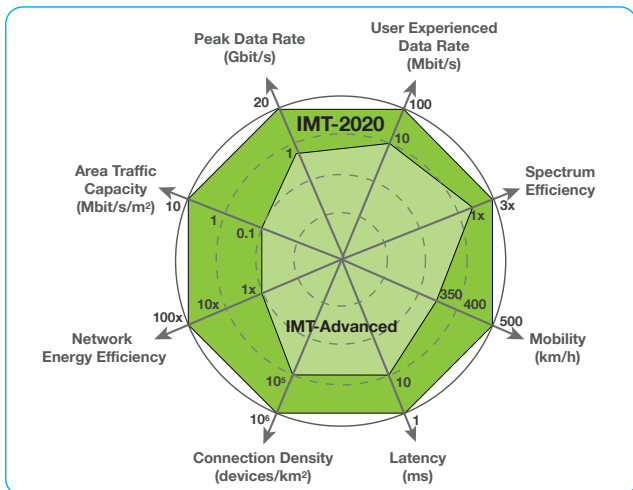 Peak Data Rate
(Gbit/s)
User Experienced
Data Rate
(Mbit/s)
20
100
IMT-2020
1
10
Area Traffic
Capacity
(Mbit/s/m²)
Spectrum
Efficiency
10
1
0.1
1x
3x
1x
10x
100x
350
400
500
Network
Energy Efficiency
Mobility
(km/h)
IMT-Advanced
10⁵
10
10⁶
1
Connection Density
(devices/km²)
Latency
(ms)